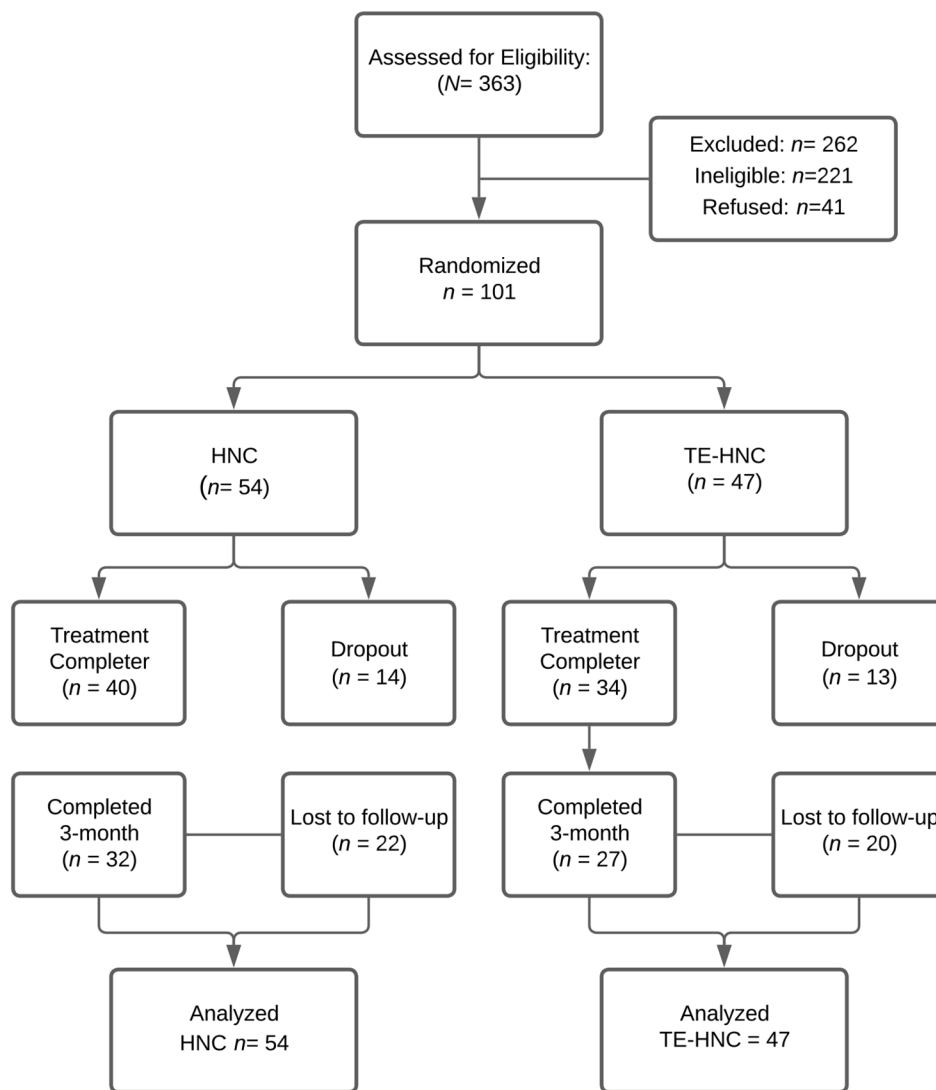 Assessed for Eligibility:
(N= 363)
Excluded: n= 262
Ineligible: n=221
Refused: n=41
Randomized
n = 101
HNC
(n= 54)
TE-HNC
(n = 47)
Treatment
Completer
(n = 40)
Dropout
(n = 14)
Treatment
Completer
(n = 34)
Dropout
(n = 13)
Completed
3-month
(n = 32)
Lost to follow-up
(n = 22)
Completed
3-month
(n = 27)
Lost to follow-up
(n = 20)
Analyzed
HNC n= 54
Analyzed
TE-HNC = 47